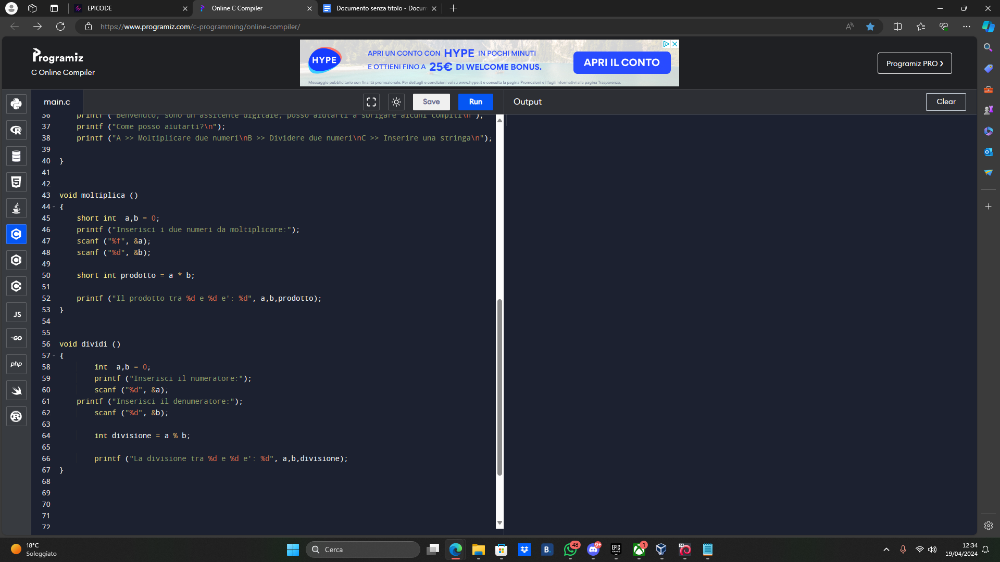 EPICODE
Online C Compiler
Documento senza titolo - Docum
https://www.programiz.com/c-programming/online-compiler/
Programiz
C Online Compiler
HYPE
APRI UN CONTO CON HYPE IN POCHI MINUTI
E OTTIENI FINO A 25€ DI WELCOME BONUS.
APRI IL CONTO
Messaggio pubblicitario con finalità promozionale. Per dettagli e condizioni vai su www.hype.it e consulta la pagina Promozioni e i fogli informativi alla pagina Trasparenza.
Programiz PRO
main.c
Save
Run
Output
Clear
36 printf ("Benvenuto, sono un assitente digitale, posso aiutarti a sbrigare alcuni compiti\n");
37 printf ("Come posso aiutarti?\n");
38 printf ("A >> Moltiplicare due numeri\nB >> Dividere due numeri\nC >> Inserire una stringa\n");
39
40 }
41
42
43 void moltiplica ()
44 {
45 short int  a,b = 0;
46 printf ("Inserisci i due numeri da moltiplicare:");
47 scanf ("%f", &a);
48 scanf ("%d", &b);
49
50 short int prodotto = a * b;
51
52 printf ("Il prodotto tra %d e %d e': %d", a,b,prodotto);
53 }
54
55
56 void dividi ()
57 {
58 int  a,b = 0;
59 printf ("Inserisci il numeratore:");
60 scanf ("%d", &a);
61 printf ("Inserisci il denumeratore:");
62 scanf ("%d", &b);
63
64 int divisione = a % b;
65
66 printf ("La divisione tra %d e %d e': %d", a,b,divisione);
67 }
68
69
70
71
72
JS
GO
php
18°C
Soleggiato
Cerca
B.
48
9+
EPIC
GAMES
1
64
12:34
19/04/2024